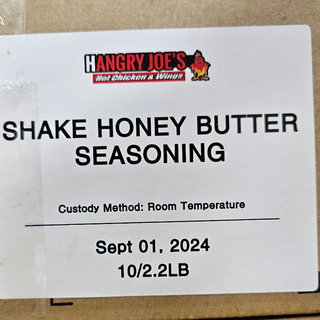 HANGRY JOE'S
Hot Chicken & Wings
SHAKE HONEY BUTTER
SEASONING
Custody Method: Room Temperature
Sept 01, 2024
10/2.2LB